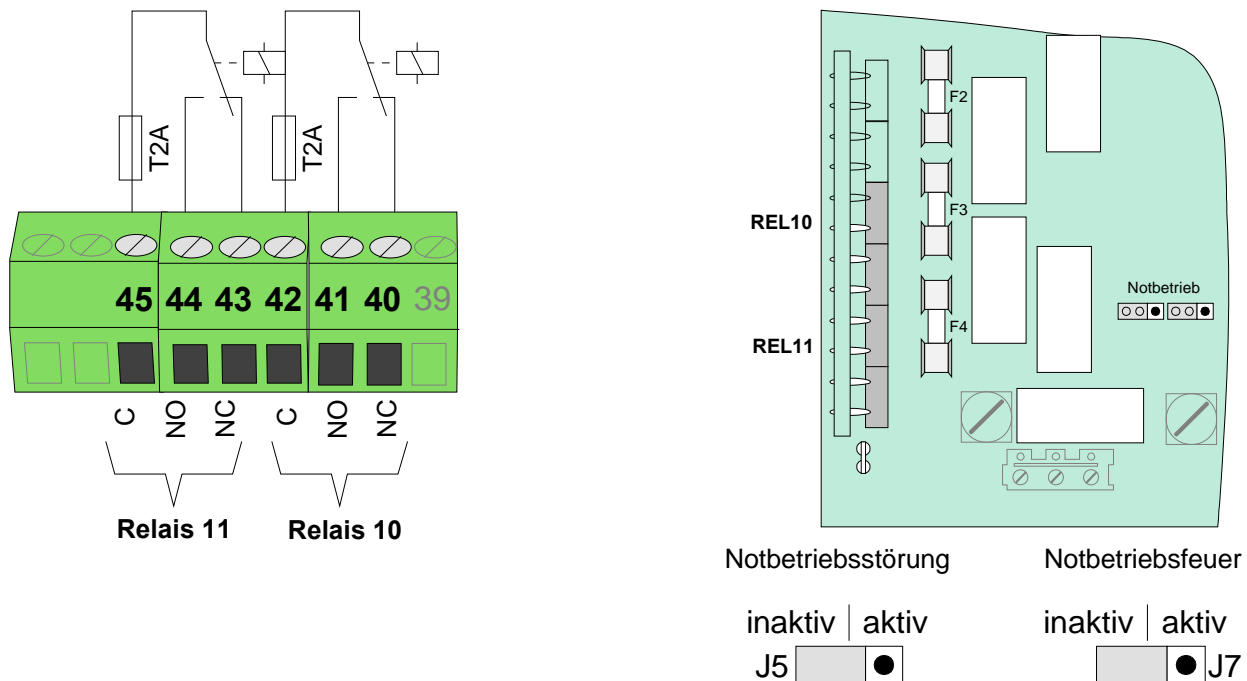 T2A
T2A
45 44 43 42 41 40 39
C NO NC C NO NC
Relais 11 Relais 10
F2
F3
F4
REL10
REL11
Notbetrieb
Notbetriebsstörung Notbetriebsfeuer
inaktiv aktiv inaktiv aktiv
J5 J7